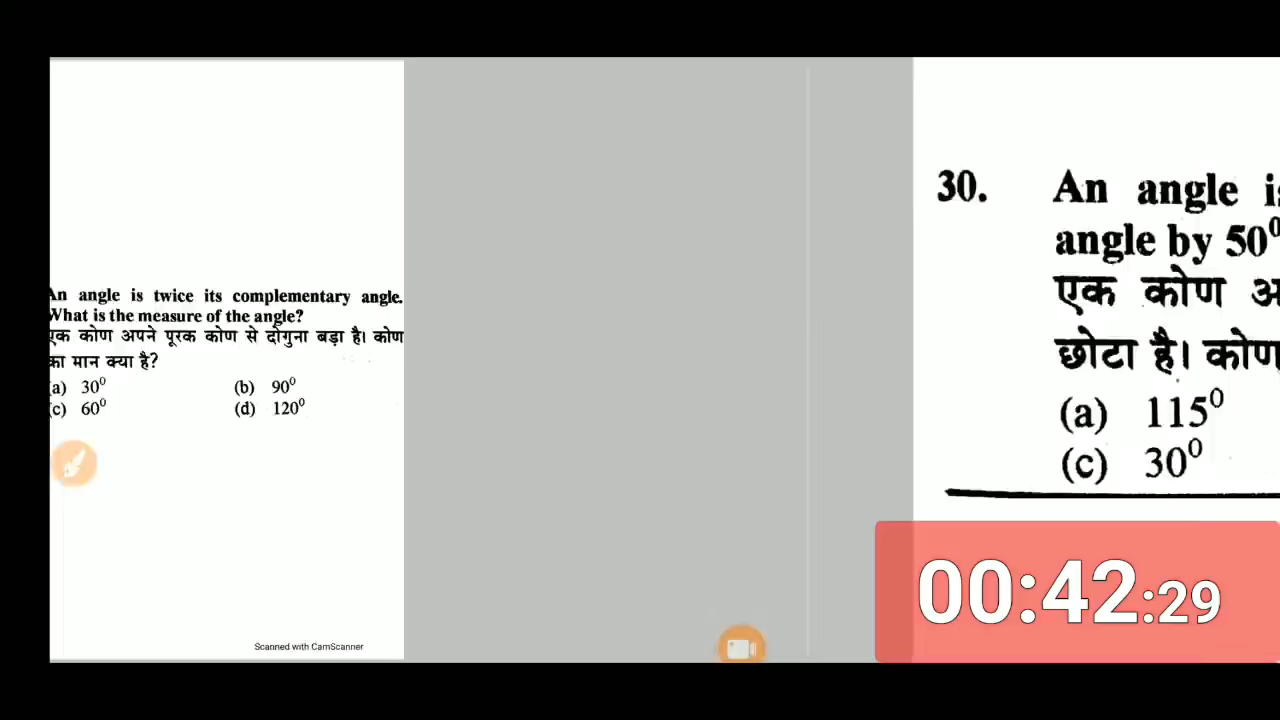 An angle is twice its complementary angle.
What is the measure of the angle?
एक कोण अपने पूरक कोण से दोगुना बड़ा है। कोण
का मान क्या है?
(a) 30⁰ (b) 90⁰
(c) 60⁰ (d) 120⁰
Scanned with CamScanner
30. An angle
angle by 50⁰
एक कोण
छोटा है। कोण
(a) 115⁰
(c) 30⁰
00:42:29